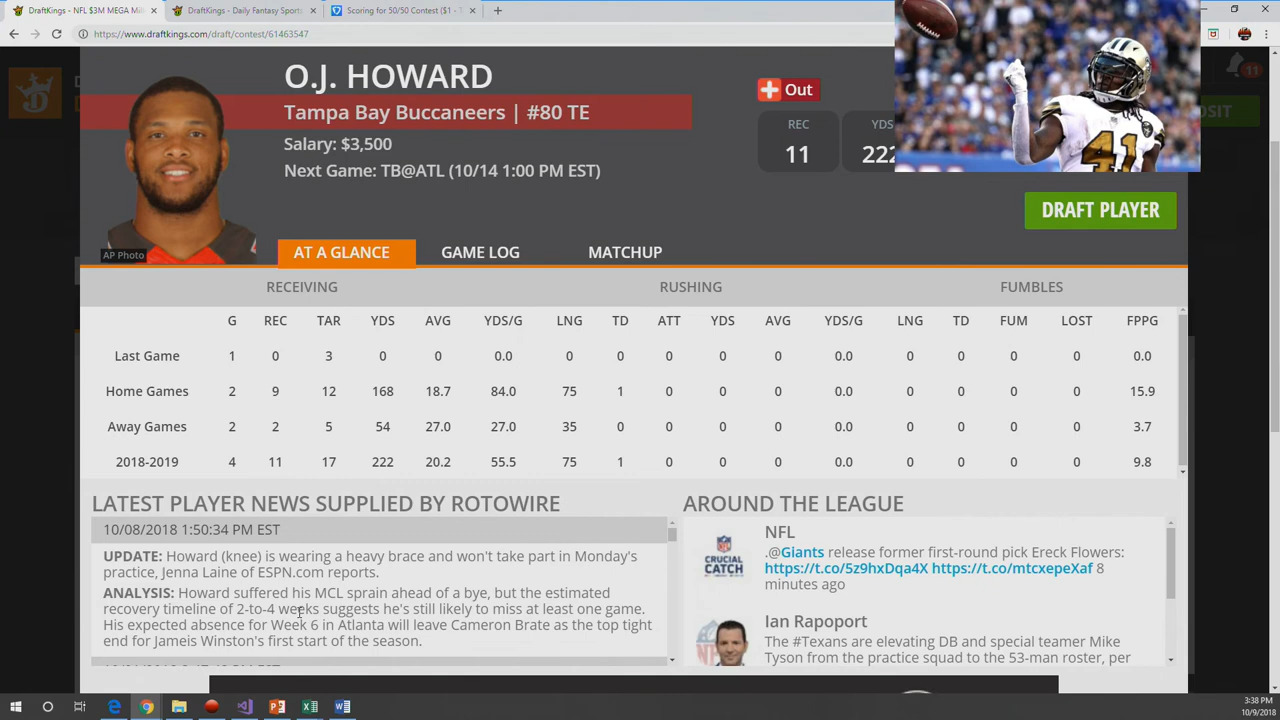 DraftKings - NFL $3M MEGA Mil
DraftKings - Daily Fantasy Sports
Scoring for 50/50 Contest ($1 -
https://www.draftkings.com/draft/contest/61463547
11
O.J. HOWARD
Tampa Bay Buccaneers | #80 TE
Salary: $3,500
Next Game: TB@ATL (10/14 1:00 PM EST)
Out
REC
YDS
11
222
41
DRAFT PLAYER
AP Photo
AT A GLANCE
GAME LOG
MATCHUP
RECEIVING RUSHING FUMBLES
G REC TAR YDS AVG YDS/G LNG TD ATT YDS AVG YDS/G LNG TD FUM LOST FPPG
Last Game 1 0 3 0 0 0.0 0 0 0 0 0 0.0 0 0 0 0 0.0
Home Games 2 9 12 168 18.7 84.0 75 1 0 0 0 0.0 0 0 0 0 15.9
Away Games 2 2 5 54 27.0 27.0 35 0 0 0 0 0.0 0 0 0 0 3.7
2018-2019 4 11 17 222 20.2 55.5 75 1 0 0 0 0.0 0 0 0 0 9.8
LATEST PLAYER NEWS SUPPLIED BY ROTOWIRE
10/08/2018 1:50:34 PM EST
UPDATE: Howard (knee) is wearing a heavy brace and won't take part in Monday's
practice, Jenna Laine of ESPN.com reports.
ANALYSIS: Howard suffered his MCL sprain ahead of a bye, but the estimated
recovery timeline of 2-to-4 weeks suggests he's still likely to miss at least one game.
His expected absence for Week 6 in Atlanta will leave Cameron Brate as the top tight
end for Jameis Winston's first start of the season.
AROUND THE LEAGUE
NFL
.@Giants release former first-round pick Ereck Flowers:
https://t.co/5z9hxDqa4X https://t.co/mtcxepeXaf 8
minutes ago
CRUCIAL
CATCH
Ian Rapoport
The #Texans are elevating DB and special teamer Mike
Tyson from the practice squad to the 53-man roster, per
3:38 PM
10/9/2018